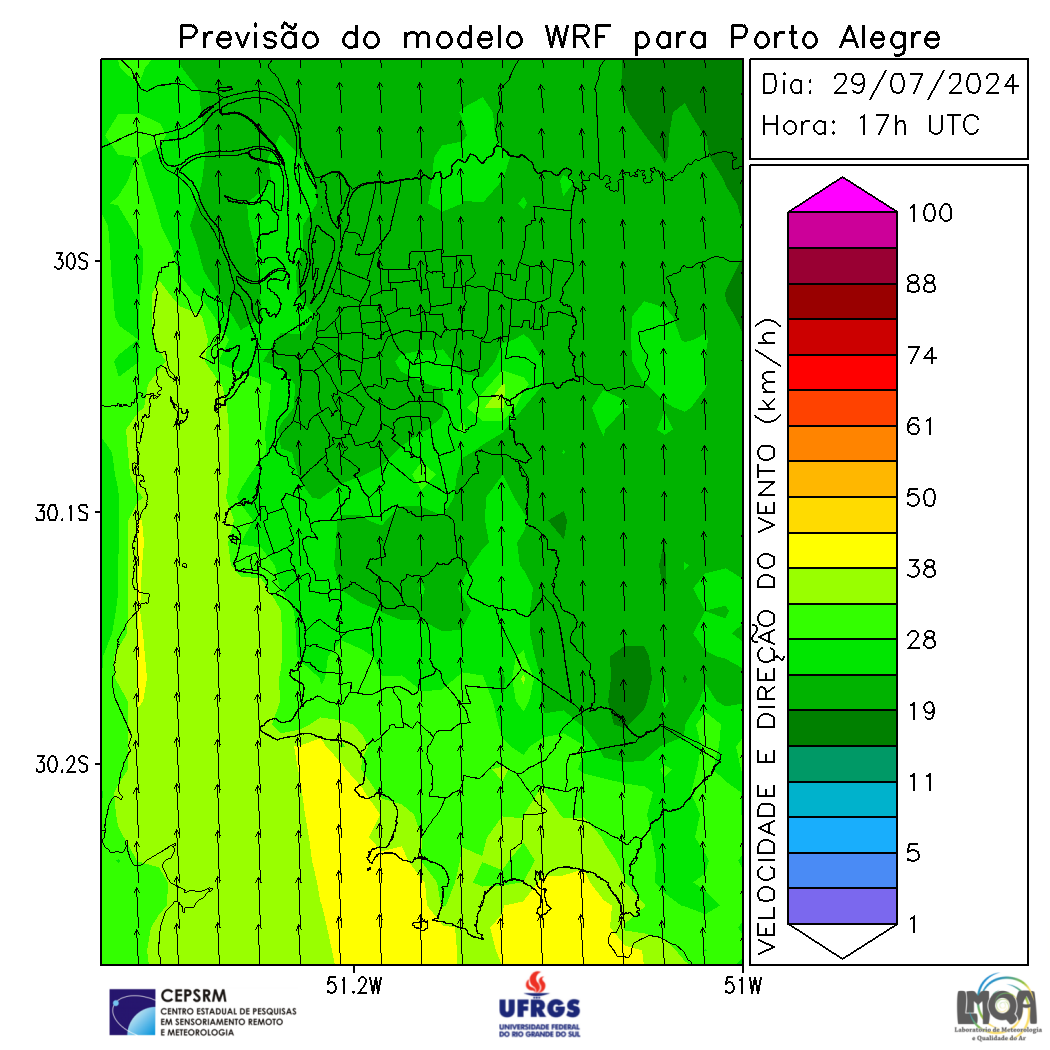 Previsão do modelo WRF para Porto Alegre
Dia: 29/07/2024
Hora: 17h UTC
30S
30.1S
30.2S
51.2W
51W
VELOCIDADE E DIREÇÃO DO VENTO (km/h)
100
88
74
61
50
38
28
19
11
5
1
CEPSRM
CENTRO ESTADUAL DE PESQUISAS
EM SENSORIAMENTO REMOTO
E METEOROLOGIA
UFRGS
UNIVERSIDADE FEDERAL
DO RIO GRANDE DO SUL
LMQA
Laboratório de Meteorologia
e Qualidade do Ar